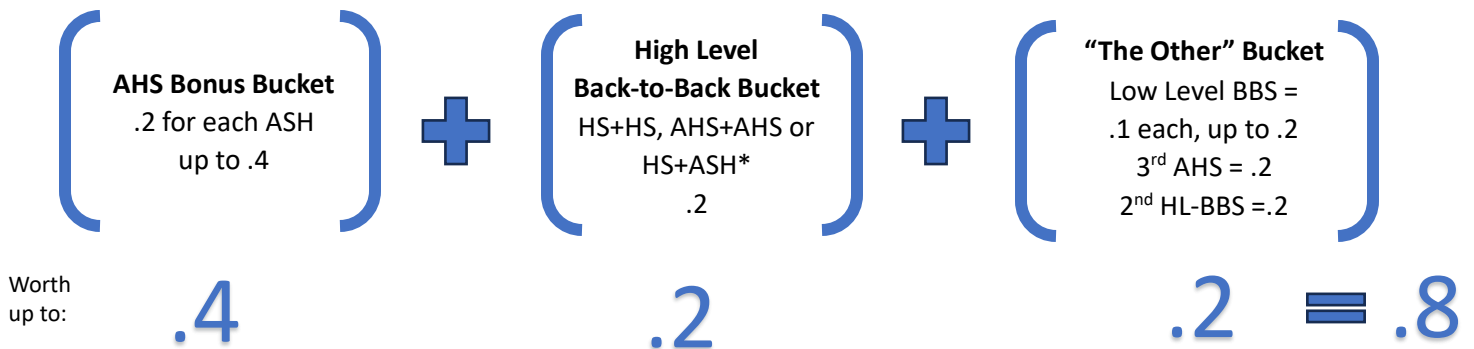 AHS Bonus Bucket
.2 for each ASH
up to .4
High Level
Back-to-Back Bucket
HS+HS, AHS+AHS or
HS+ASH*
.2
“The Other” Bucket
Low Level BBS =
.1 each, up to .2
3rd AHS = .2
2nd HL-BBS =.2
Worth
up to:
.4
.2
.2 = .8